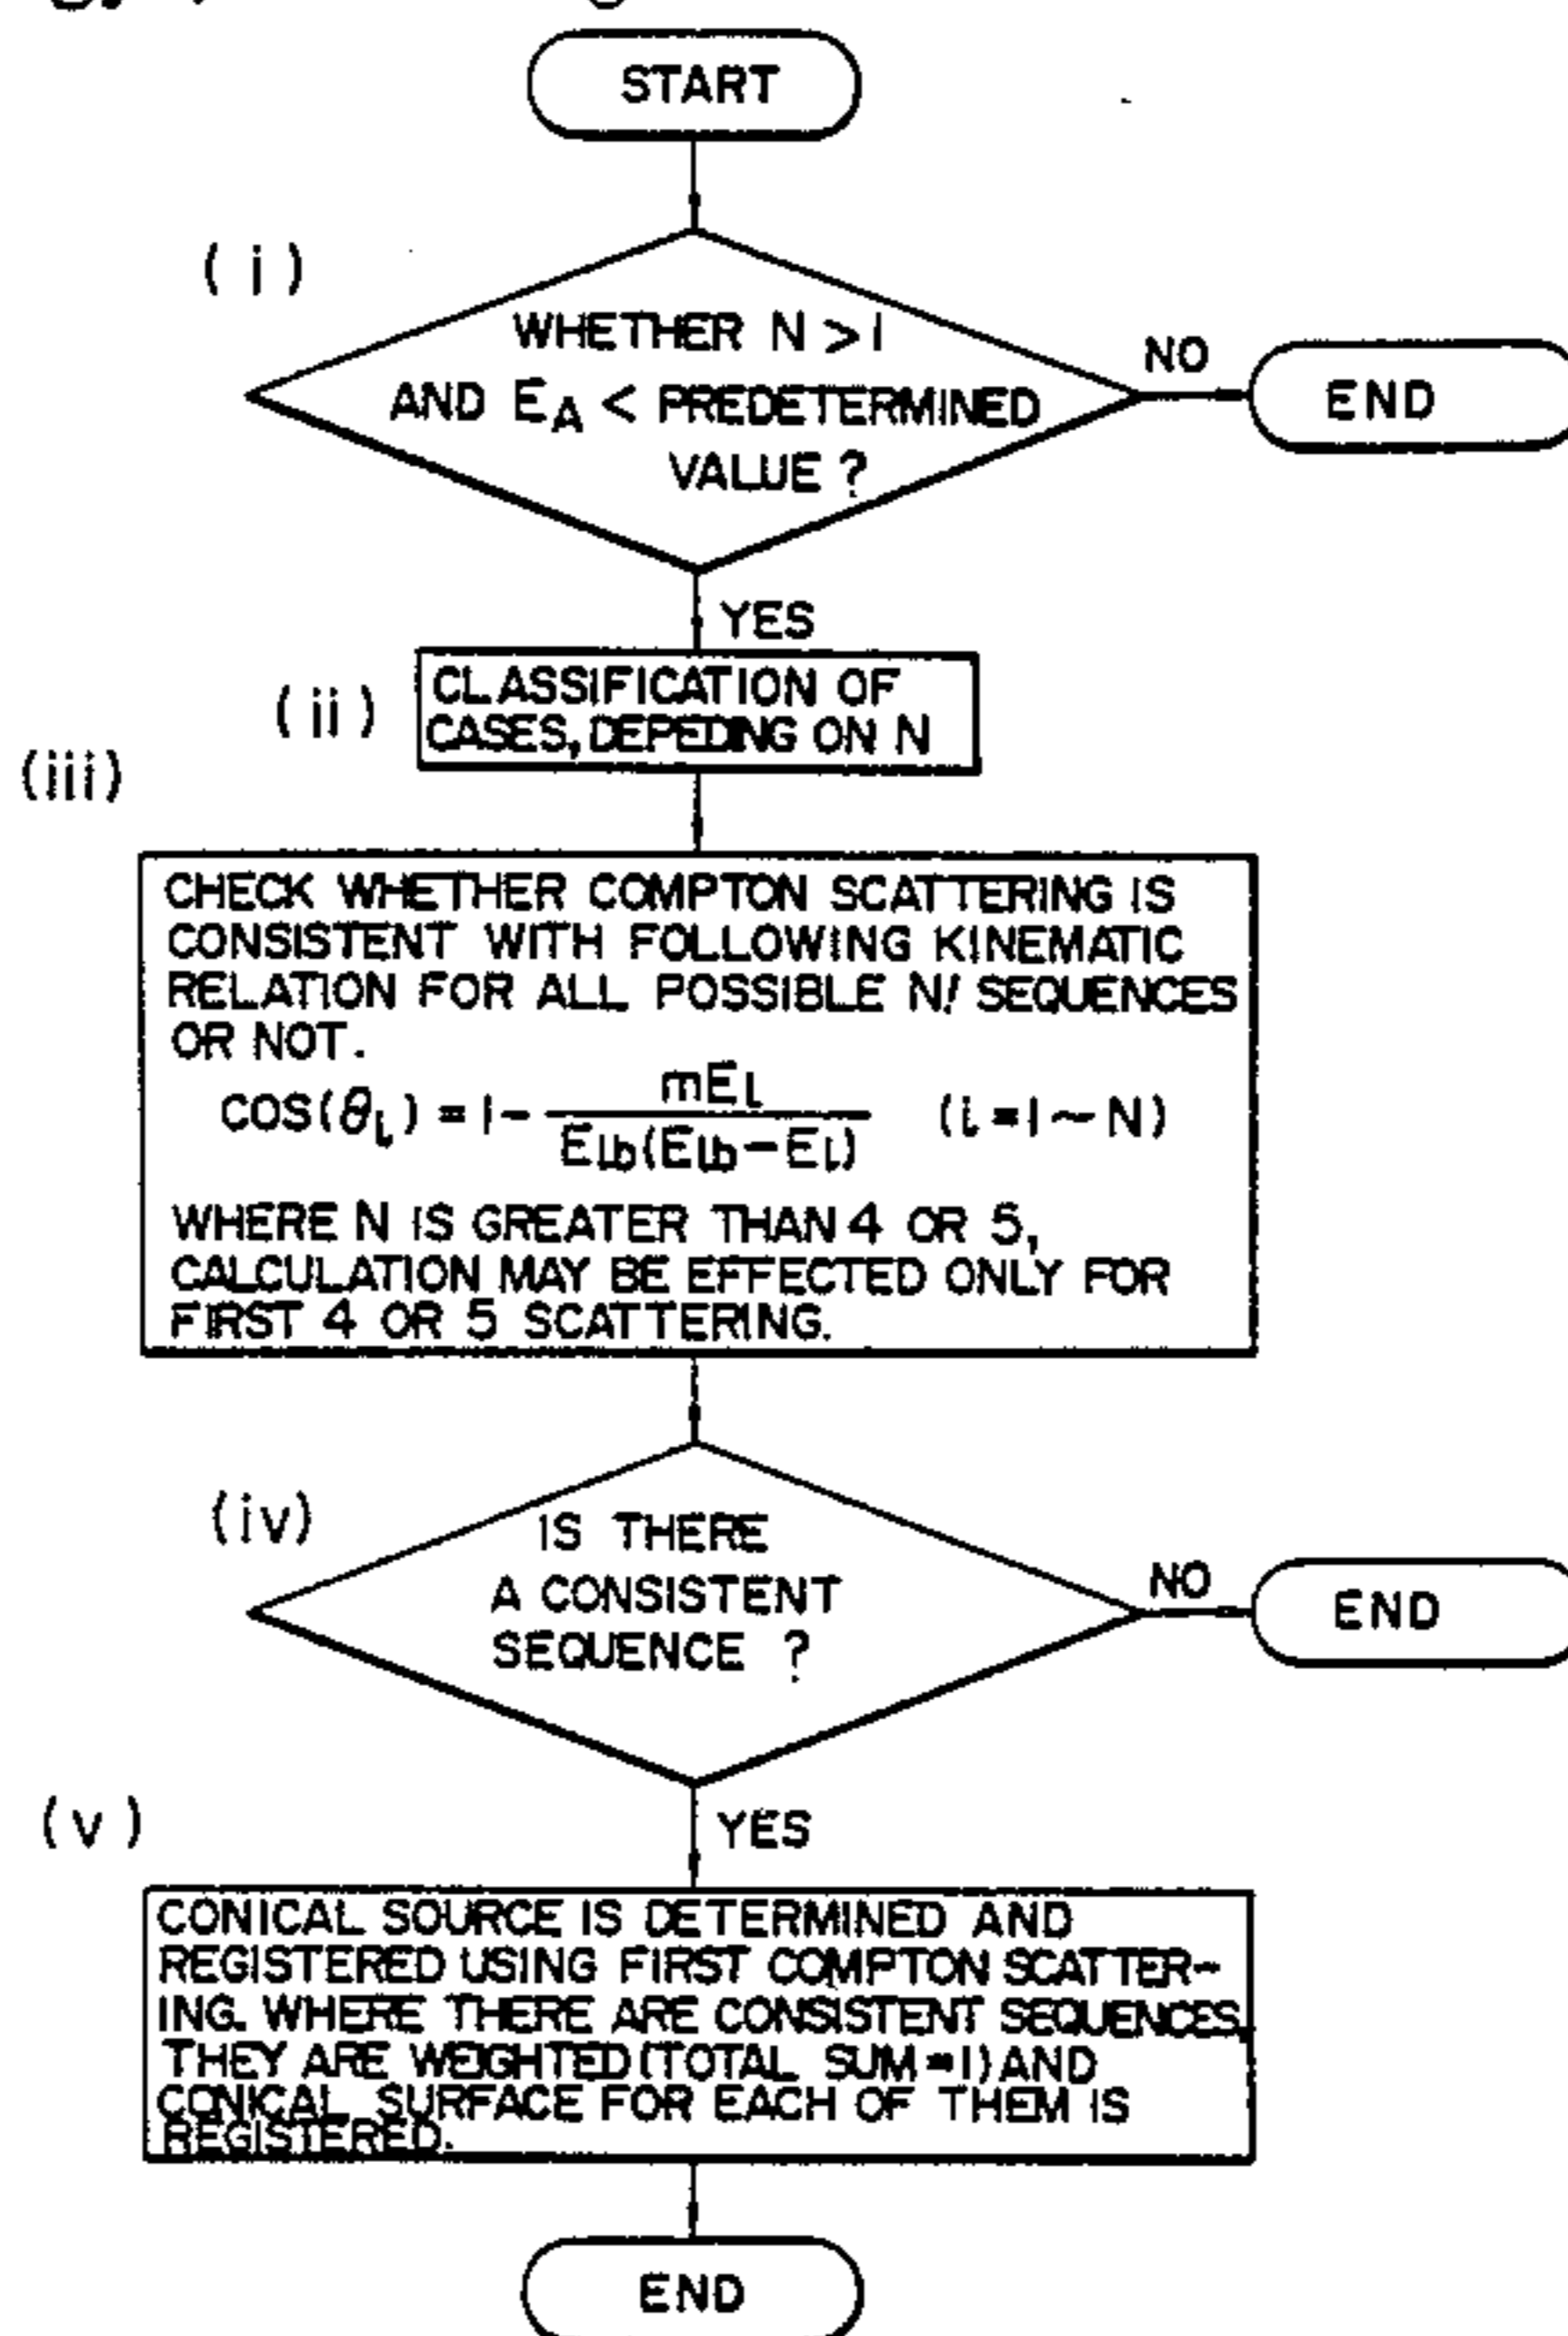 START
(i)
WHETHER N > 1
AND EA < PREDETERMINED
VALUE ?
NO
END
YES
(ii)
CLASSIFICATION OF
CASES, DEPEDING ON N
(iii)
CHECK WHETHER COMPTON SCATTERING IS
CONSISTENT WITH FOLLOWING KINEMATIC
RELATION FOR ALL POSSIBLE N! SEQUENCES
OR NOT.
COS(θi) = 1 - mEi / Eib(Eib - Ei) (i = 1 ~ N)
WHERE N IS GREATER THAN 4 OR 5,
CALCULATION MAY BE EFFECTED ONLY FOR
FIRST 4 OR 5 SCATTERING.
(iv)
IS THERE
A CONSISTENT
SEQUENCE ?
NO
END
YES
(v)
CONICAL SOURCE IS DETERMINED AND
REGISTERED USING FIRST COMPTON SCATTER-
ING. WHERE THERE ARE CONSISTENT SEQUENCES,
THEY ARE WEIGHTED (TOTAL SUM = 1) AND
CONICAL SURFACE FOR EACH OF THEM IS
REGISTERED.
END